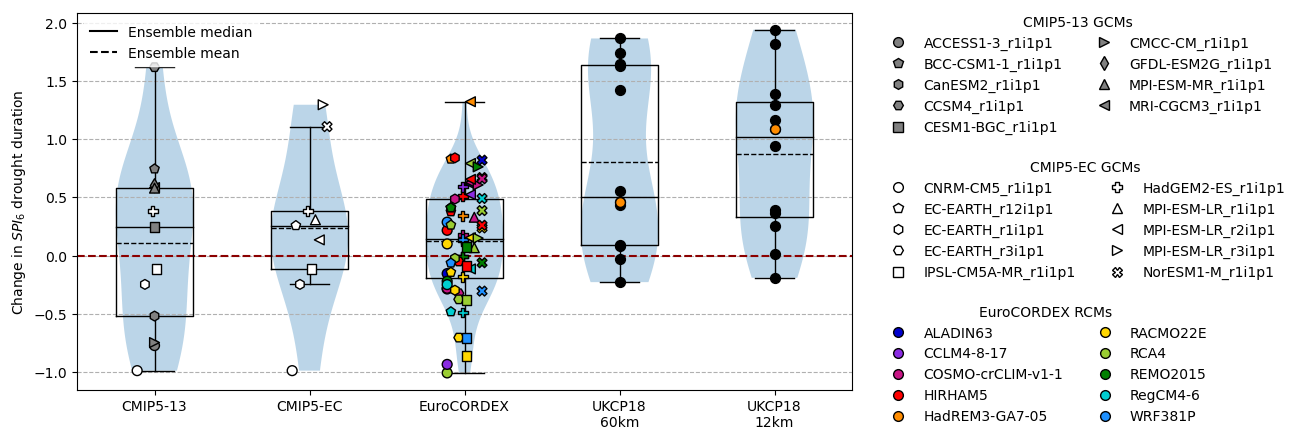 2.0
1.5
1.0
0.5
0.0
−0.5
−1.0
Change in SPI6 drought duration
Ensemble median
Ensemble mean
CMIP5-13
CMIP5-EC
EuroCORDEX
UKCP18
60km
UKCP18
12km
CMIP5-13 GCMs
ACCESS1-3_r1i1p1
BCC-CSM1-1_r1i1p1
CanESM2_r1i1p1
CCSM4_r1i1p1
CESM1-BGC_r1i1p1
CMCC-CM_r1i1p1
GFDL-ESM2G_r1i1p1
MPI-ESM-MR_r1i1p1
MRI-CGCM3_r1i1p1
CMIP5-EC GCMs
CNRM-CM5_r1i1p1
EC-EARTH_r12i1p1
EC-EARTH_r1i1p1
EC-EARTH_r3i1p1
IPSL-CM5A-MR_r1i1p1
HadGEM2-ES_r1i1p1
MPI-ESM-LR_r1i1p1
MPI-ESM-LR_r2i1p1
MPI-ESM-LR_r3i1p1
NorESM1-M_r1i1p1
EuroCORDEX RCMs
ALADIN63
CCLM4-8-17
COSMO-crCLIM-v1-1
HIRHAM5
HadREM3-GA7-05
RACMO22E
RCA4
REMO2015
RegCM4-6
WRF381P